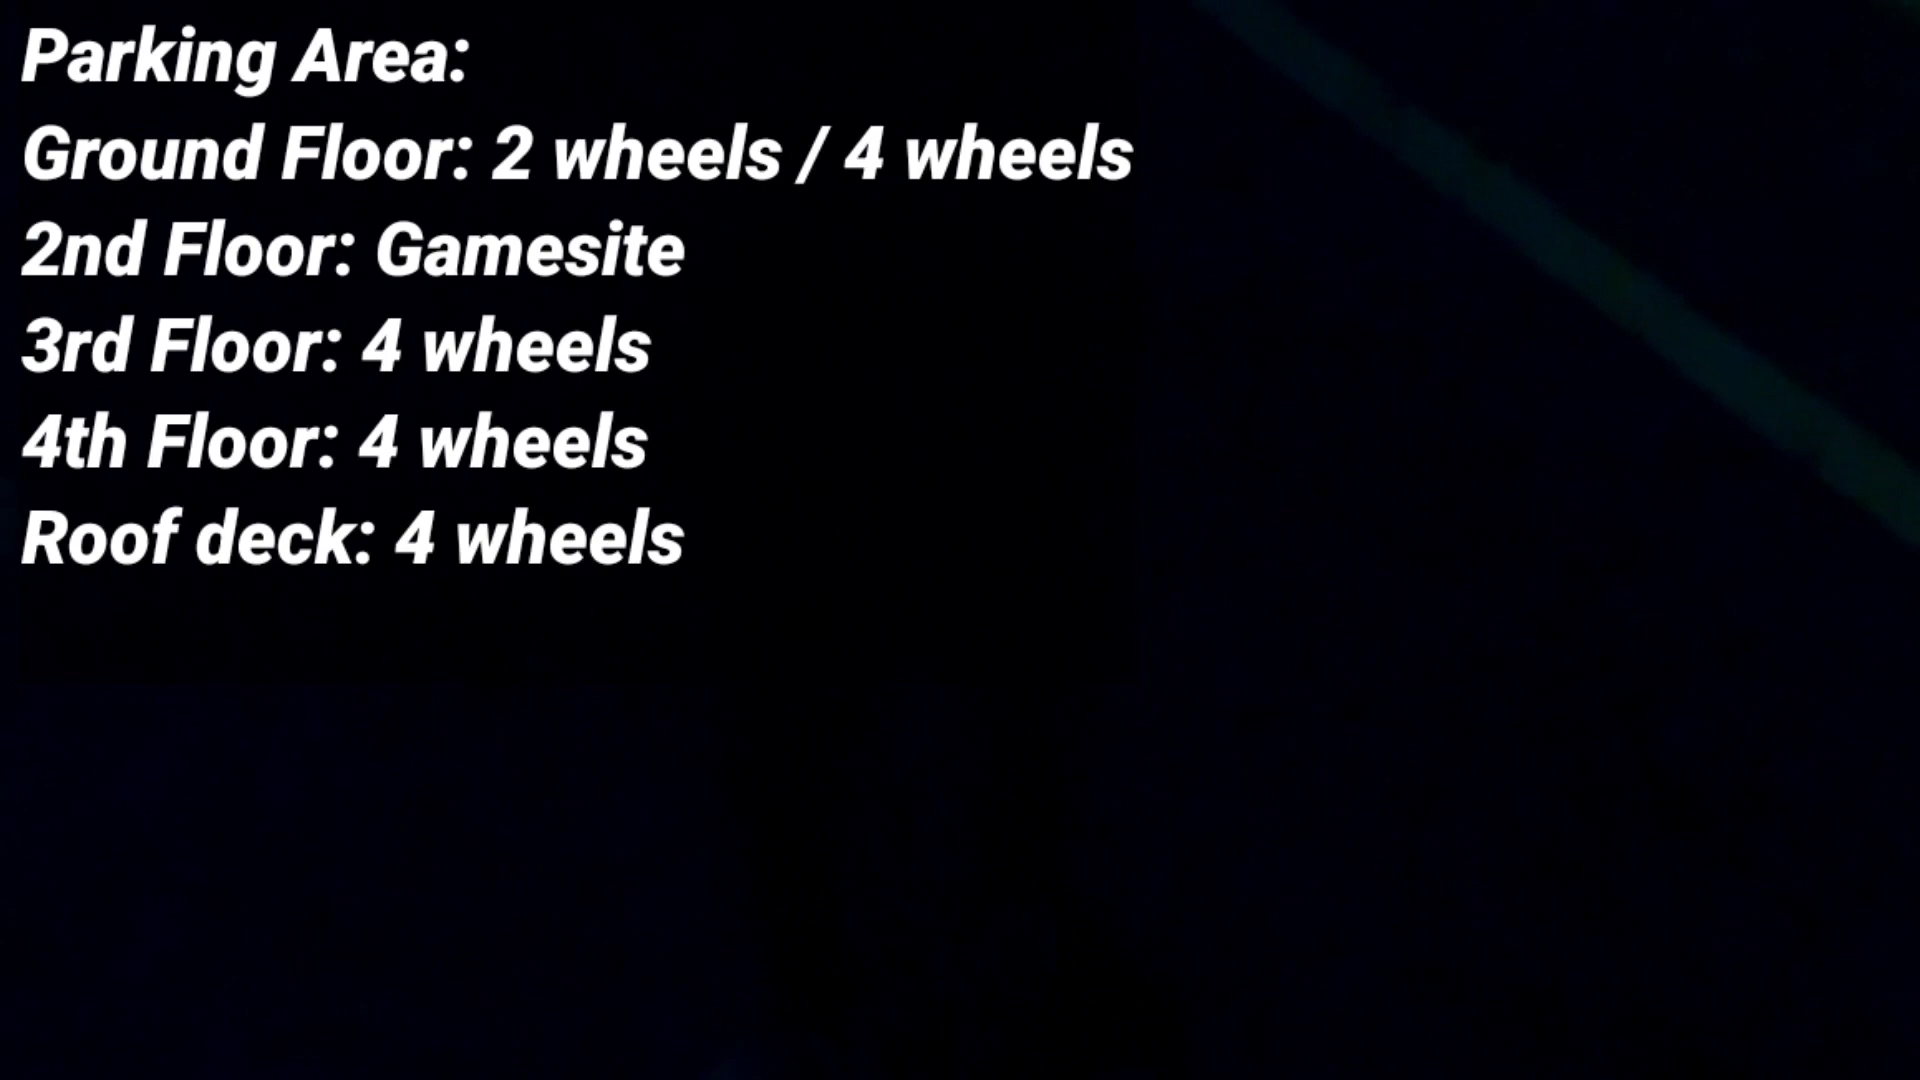 Parking Area:
Ground Floor: 2 wheels / 4 wheels
2nd Floor: Gamesite
3rd Floor: 4 wheels
4th Floor: 4 wheels
Roof deck: 4 wheels